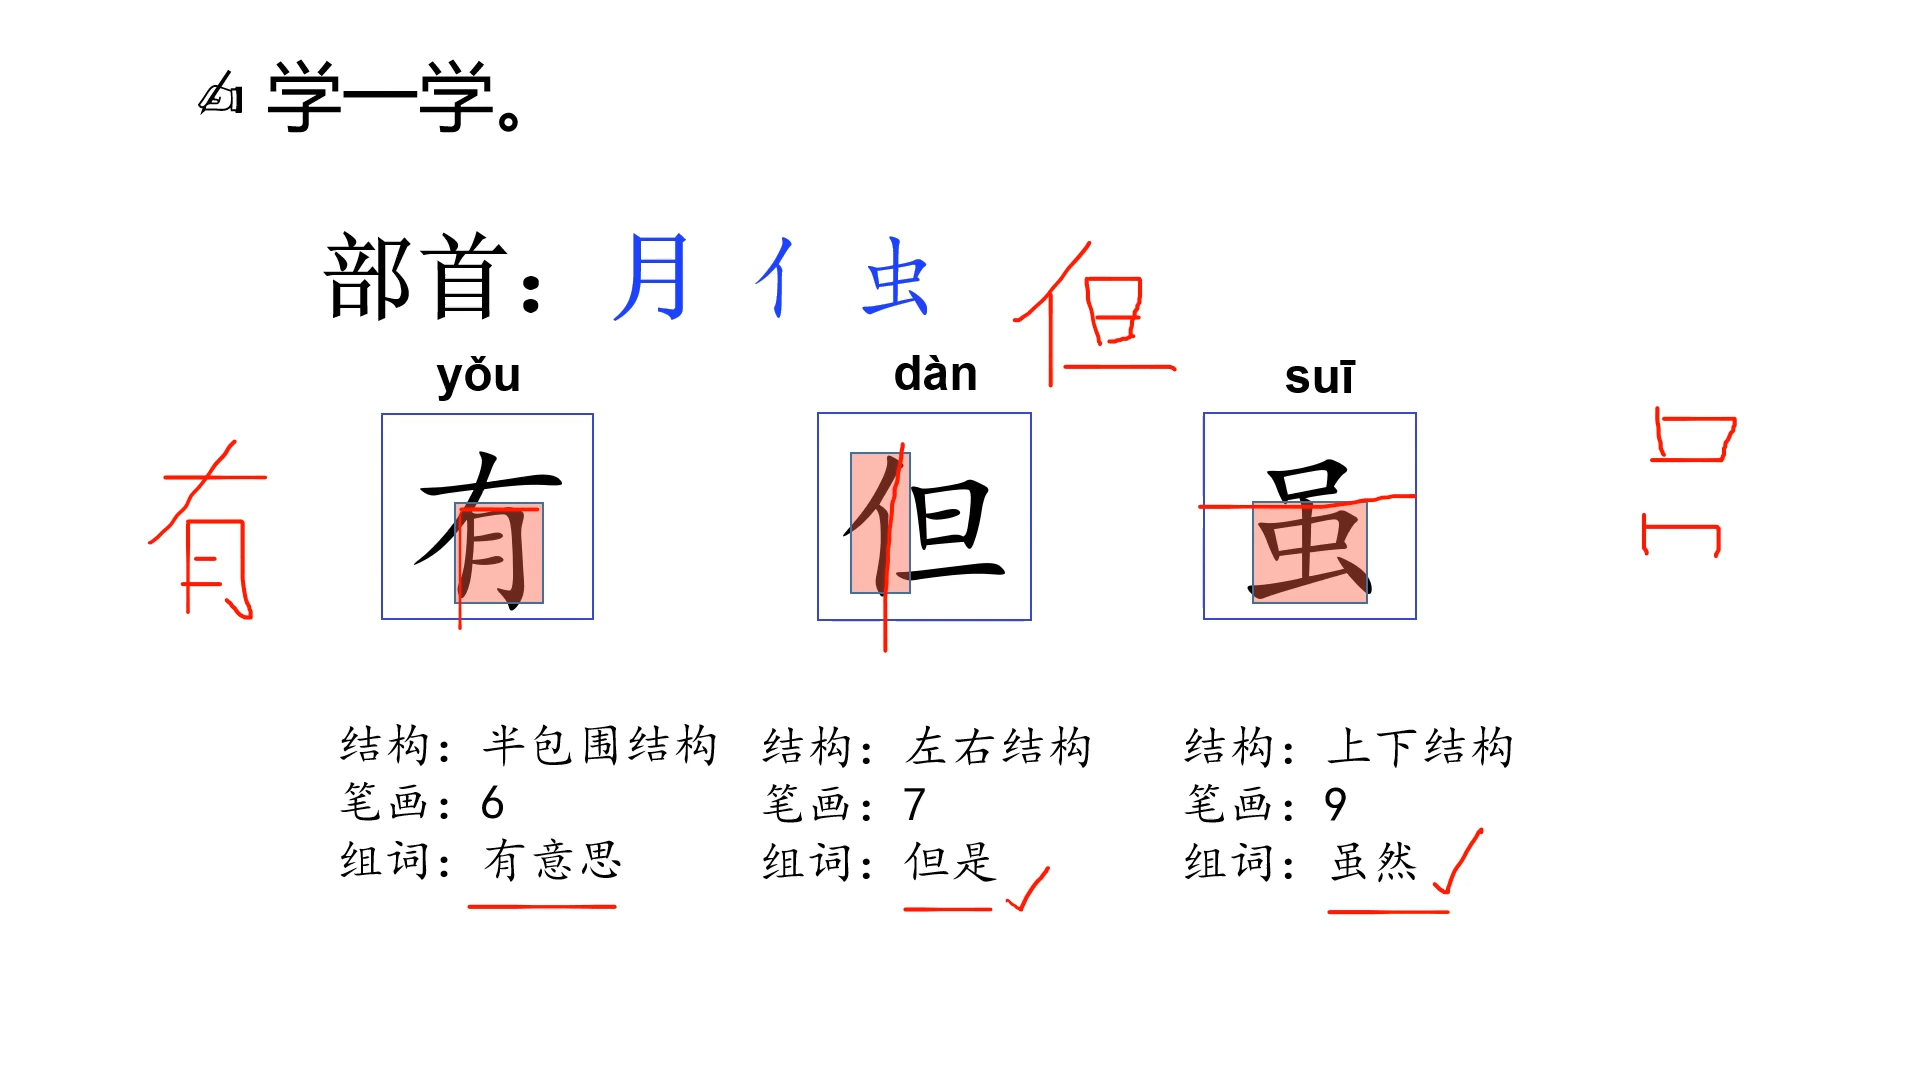 ✍ 学一学。
部首：月 亻 虫
但
yǒu dàn suī
有 有 但 虽
结构：半包围结构 结构：左右结构 结构：上下结构
笔画：6 笔画：7 笔画：9
组词：有意思 组词：但是 组词：虽然